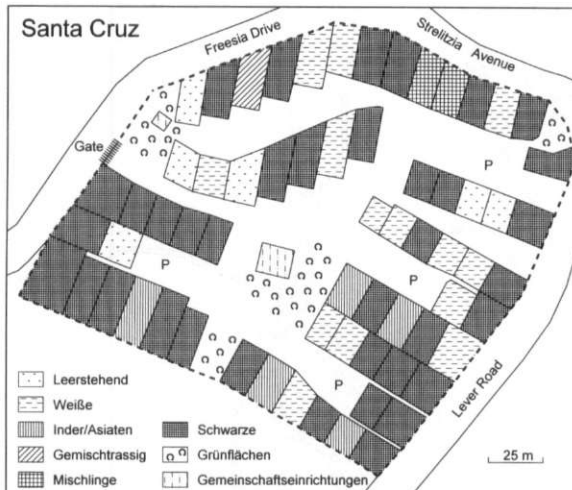 Santa Cruz
Freesia Drive
Strelitzia Avenue
Gate
P
P
P
P
Lever Road
Leerstehend
Weiße
Inder/Asiaten
Gemischtrassig
Mischlinge
Schwarze
Grünflächen
Gemeinschaftseinrichtungen
25 m